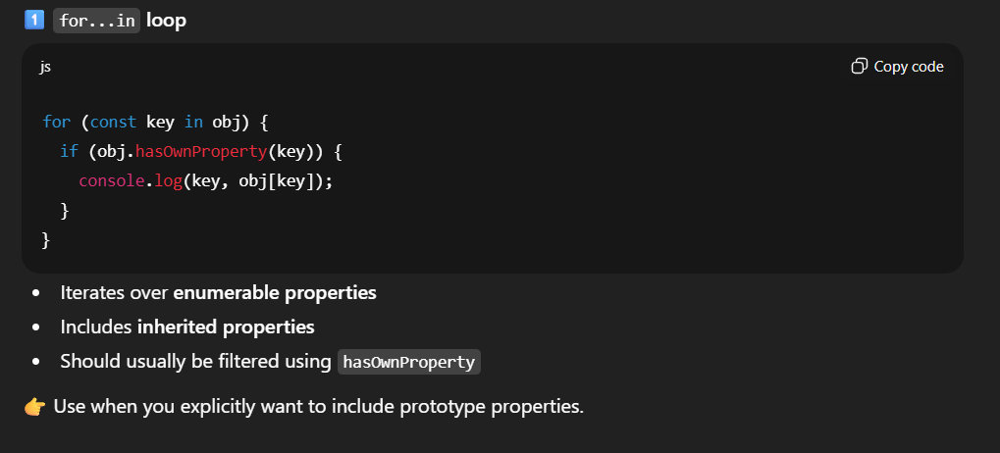 1 for...in loop
js Copy code
for (const key in obj) {
  if (obj.hasOwnProperty(key)) {
    console.log(key, obj[key]);
  }
}
• Iterates over enumerable properties
• Includes inherited properties
• Should usually be filtered using hasOwnProperty
👉 Use when you explicitly want to include prototype properties.